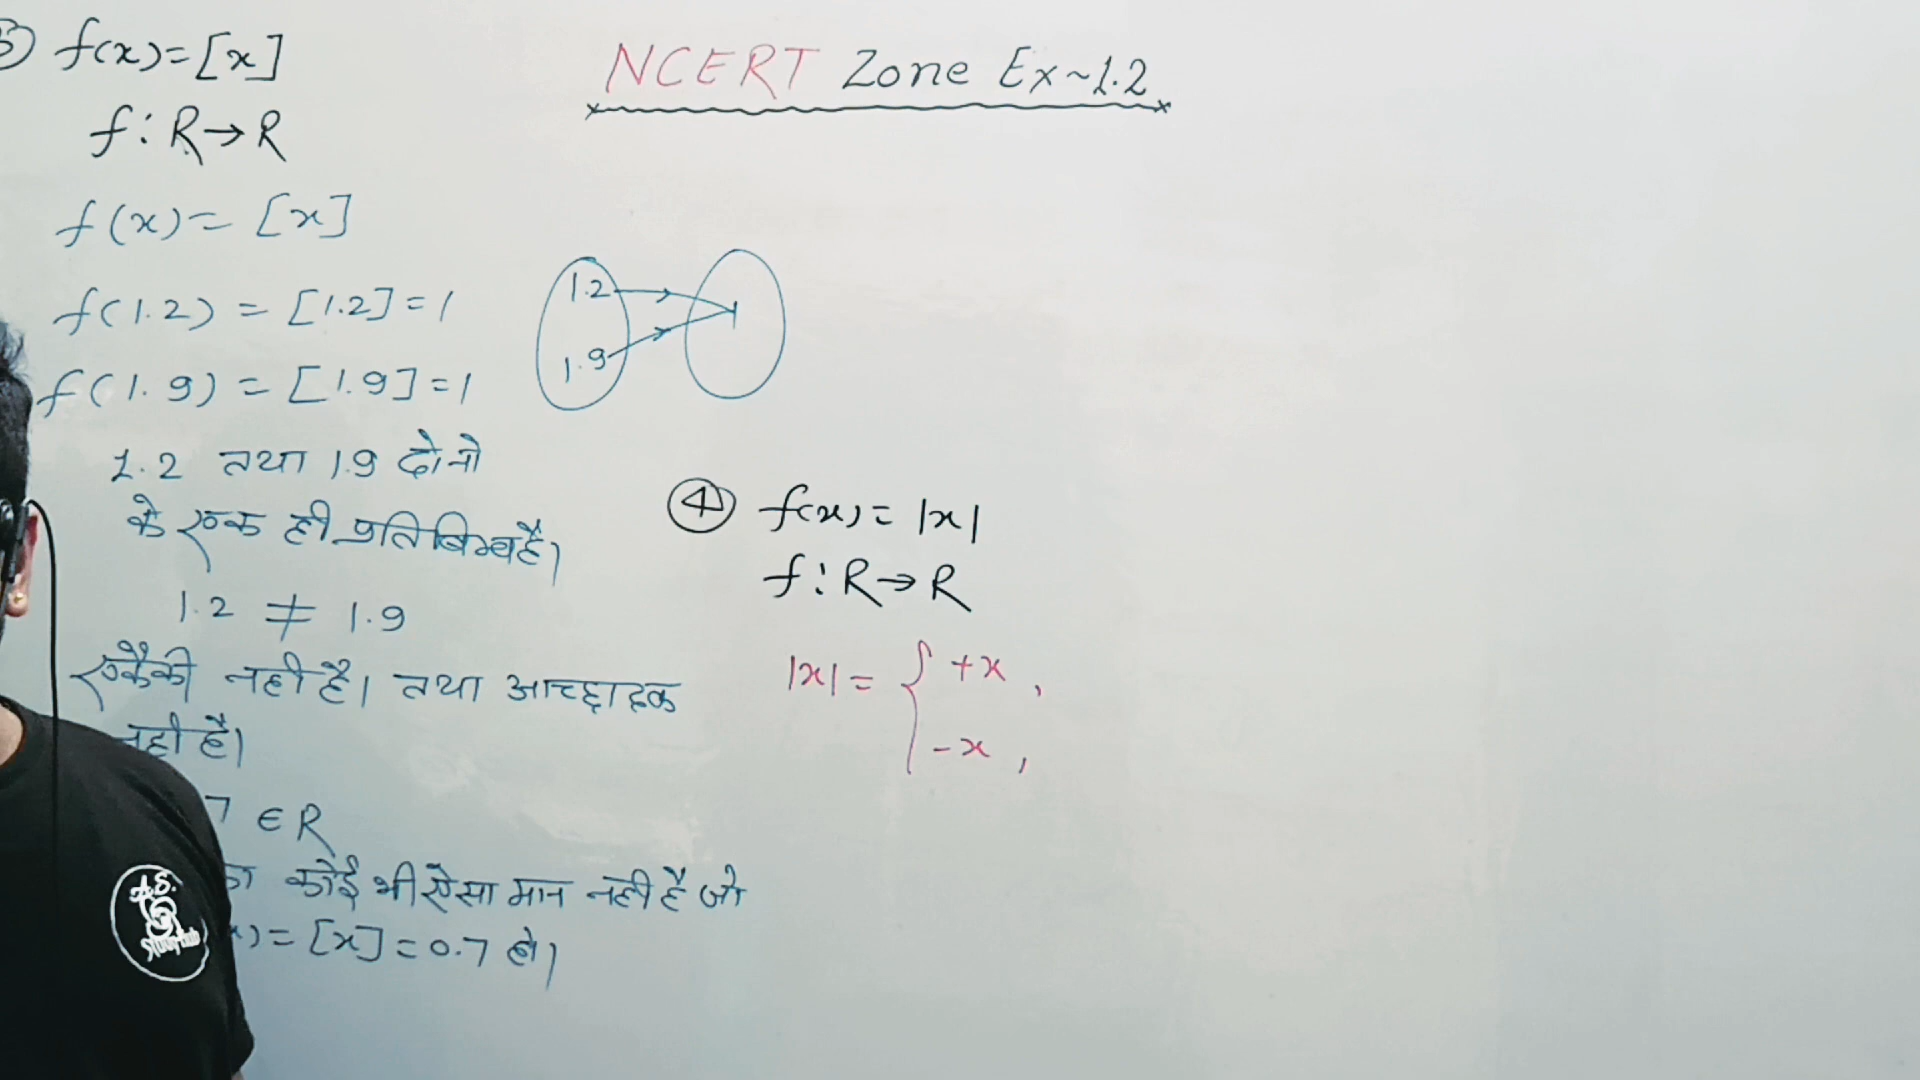 f(x)=[x]
f:R→R
f(x)=[x]
f(1.2) = [1.2]=1
f(1.9) = [1.9]=1
1.2 तथा 1.9 दोनो
के एक ही प्रतिबिम्ब है।
1.2 ≠ 1.9
एकैकी नही है। तथा आच्छादक
नही है।
7 ∈ R
का कोई भी ऐसा मान नही है जो
)=[x]=0.7 हो।
NCERT Zone Ex~1.2
1.2
1.9
1
④ f(x)=|x|
f:R→R
|x|= { +x ,
-x ,
A.S.